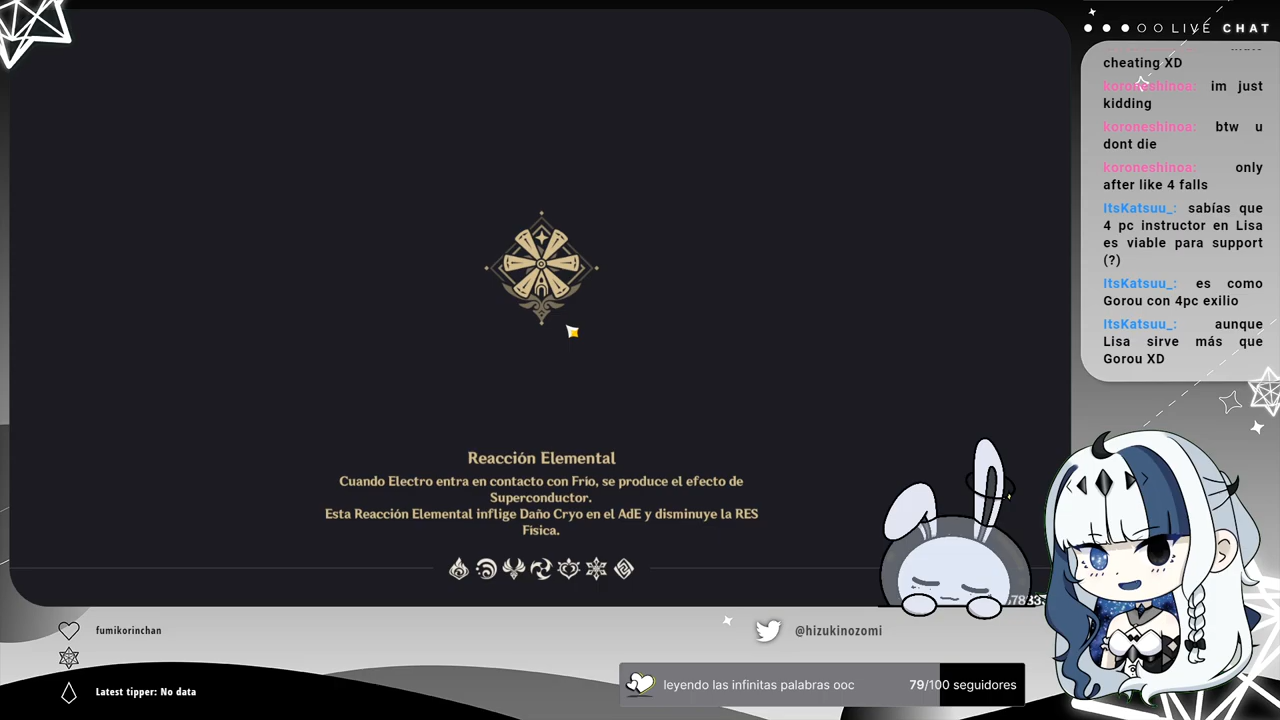 LIVE CHAT
cheating XD
koroneshinoa: im just
kidding
koroneshinoa: btw u
dont die
koroneshinoa: only
after like 4 falls
ItsKatsuu_: sabías que
4 pc instructor en Lisa
es viable para support
(?)
ItsKatsuu_: es como
Gorou con 4pc exilio
ItsKatsuu_: aunque
Lisa sirve más que
Gorou XD
Reacción Elemental
Cuando Electro entra en contacto con Frío, se produce el efecto de
Superconductor.
Esta Reacción Elemental inflige Daño Cryo en el AdE y disminuye la RES
Física.
fumikorinchan
@hizukinozomi
Latest tipper: No data
leyendo las infinitas palabras ooc 79/100 seguidores